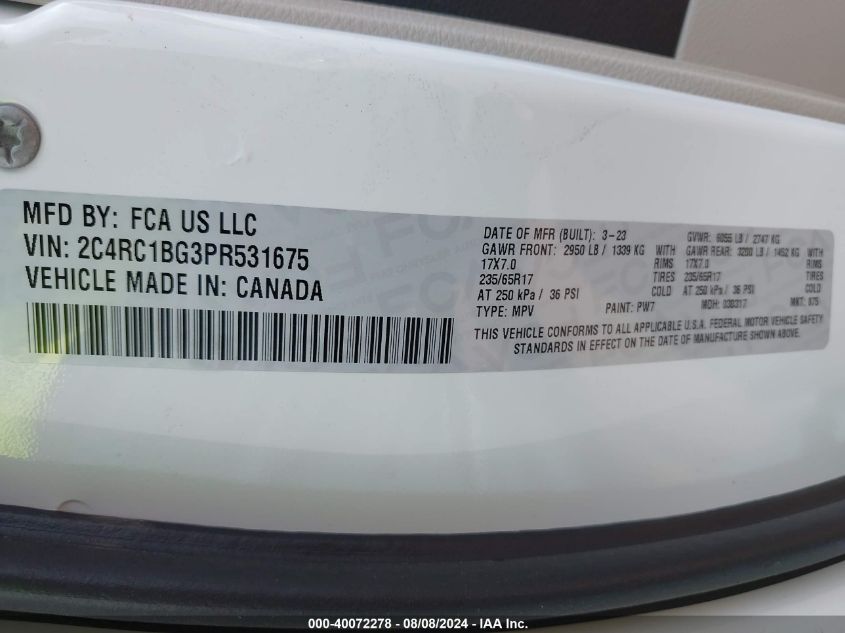 MFD BY: FCA US LLC
VIN: 2C4RC1BG3PR531675
VEHICLE MADE IN: CANADA
DATE OF MFR (BUILT): 3-23 GVWR: 6055 LB / 2747 KG
GAWR FRONT: 2950 LB / 1339 KG WITH GAWR REAR: 3200 LB / 1452 KG WITH
17X7.0 RIMS 17X7.0 RIMS
235/65R17 TIRES 235/65R17 TIRES
AT 250 kPa / 36 PSI COLD AT 250 kPa / 36 PSI COLD
TYPE: MPV PAINT: PW7 MDH: 030317 MKT: 875
THIS VEHICLE CONFORMS TO ALL APPLICABLE U.S.A. FEDERAL MOTOR VEHICLE SAFETY
STANDARDS IN EFFECT ON THE DATE OF MANUFACTURE SHOWN ABOVE.
000-40072278 - 08/08/2024 - IAA Inc.